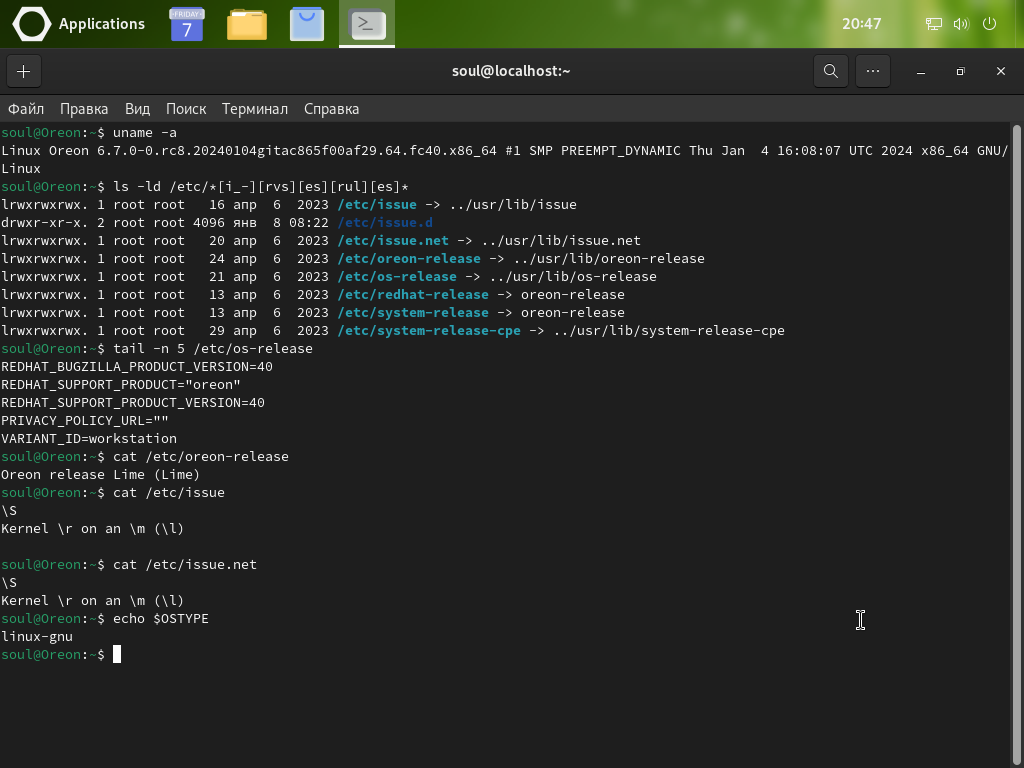 Applications
-FRIDAY-
7
20:47
soul@localhost:~
Файл Правка Вид Поиск Терминал Справка
soul@Oreon:~$ uname -a
Linux Oreon 6.7.0-0.rc8.20240104gitac865f00af29.64.fc40.x86_64 #1 SMP PREEMPT_DYNAMIC Thu Jan  4 16:08:07 UTC 2024 x86_64 GNU/
Linux
soul@Oreon:~$ ls -ld /etc/*[i_-][rvs][es][rul][es]*
lrwxrwxrwx. 1 root root   16 апр  6  2023 /etc/issue -> ../usr/lib/issue
drwxr-xr-x. 2 root root 4096 янв  8 08:22 /etc/issue.d
lrwxrwxrwx. 1 root root   20 апр  6  2023 /etc/issue.net -> ../usr/lib/issue.net
lrwxrwxrwx. 1 root root   24 апр  6  2023 /etc/oreon-release -> ../usr/lib/oreon-release
lrwxrwxrwx. 1 root root   21 апр  6  2023 /etc/os-release -> ../usr/lib/os-release
lrwxrwxrwx. 1 root root   13 апр  6  2023 /etc/redhat-release -> oreon-release
lrwxrwxrwx. 1 root root   13 апр  6  2023 /etc/system-release -> oreon-release
lrwxrwxrwx. 1 root root   29 апр  6  2023 /etc/system-release-cpe -> ../usr/lib/system-release-cpe
soul@Oreon:~$ tail -n 5 /etc/os-release
REDHAT_BUGZILLA_PRODUCT_VERSION=40
REDHAT_SUPPORT_PRODUCT="oreon"
REDHAT_SUPPORT_PRODUCT_VERSION=40
PRIVACY_POLICY_URL=""
VARIANT_ID=workstation
soul@Oreon:~$ cat /etc/oreon-release
Oreon release Lime (Lime)
soul@Oreon:~$ cat /etc/issue
\S
Kernel \r on an \m (\l)
soul@Oreon:~$ cat /etc/issue.net
\S
Kernel \r on an \m (\l)
soul@Oreon:~$ echo $OSTYPE
linux-gnu
soul@Oreon:~$